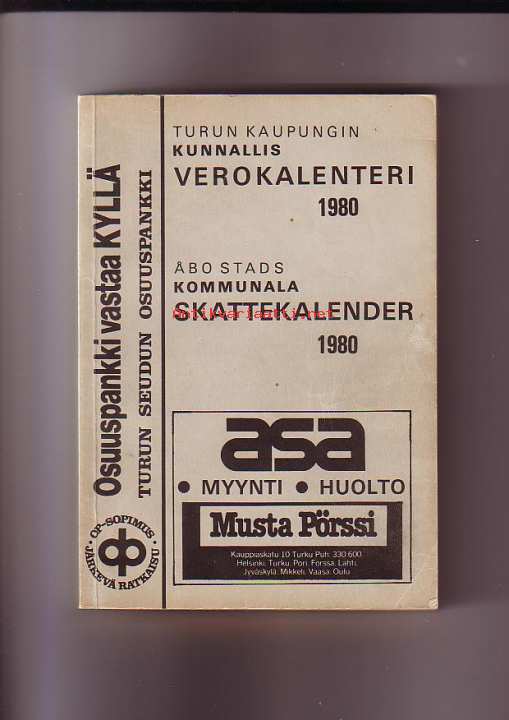 TURUN KAUPUNGIN
KUNNALLIS
VEROKALENTERI
1980
ÅBO STADS
KOMMUNALA
SKATTEKALENDER
Antikvariaatti.net
1980
Osuuspankki vastaa KYLLÄ
TURUN SEUDUN OSUUSPANKKI
OP-SOPIMUS
JÄRKEVÄ RATKAISU
asa
• MYYNTI • HUOLTO
Musta Pörssi
Kauppiaskatu 10 Turku Puh. 330 600
Helsinki, Turku, Pori, Forssa, Lahti,
Jyväskylä, Mikkeli, Vaasa, Oulu